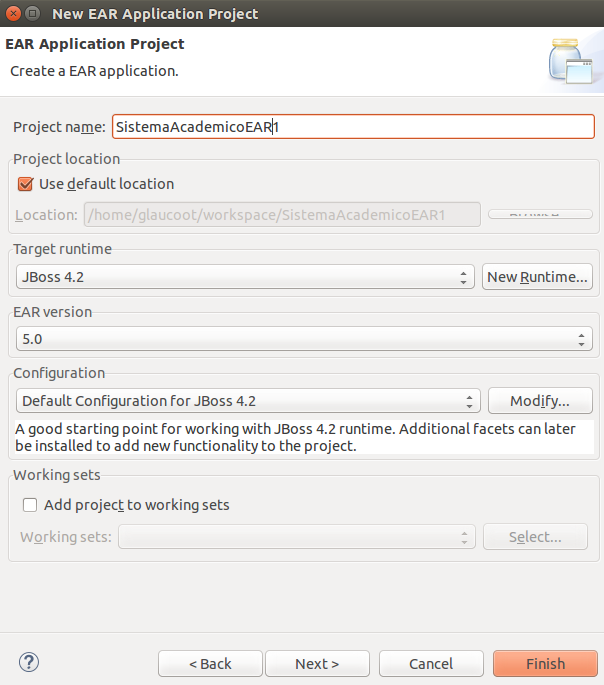 New EAR Application Project
EAR Application Project
Create a EAR application.
Project name: SistemaAcademicoEAR1
Project location
Use default location
Location: /home/glaucoot/workspace/SistemaAcademicoEAR1
Target runtime
JBoss 4.2 New Runtime...
EAR version
5.0
Configuration
Default Configuration for JBoss 4.2 Modify...
A good starting point for working with JBoss 4.2 runtime. Additional facets can later
be installed to add new functionality to the project.
Working sets
Add project to working sets
Working sets: Select...
? < Back Next > Cancel Finish